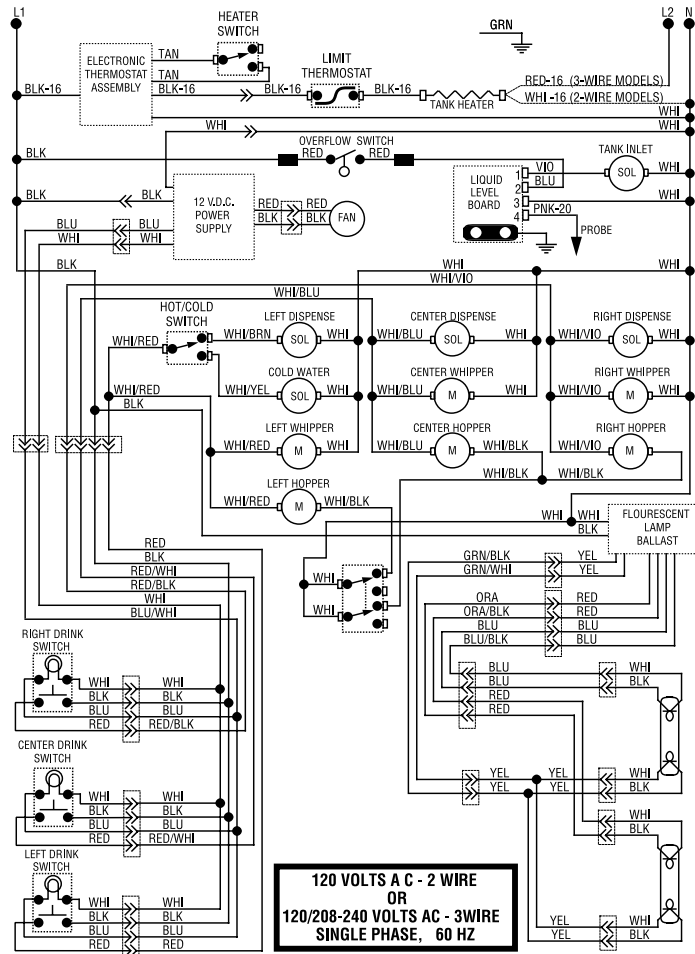 L1
HEATER
SWITCH
GRN
L2 N
ELECTRONIC
THERMOSTAT
ASSEMBLY
TAN
TAN
LIMIT
THERMOSTAT
BLK-16 BLK-16 BLK-16 BLK-16
TANK HEATER
RED-16 (3-WIRE MODELS)
WHI -16 (2-WIRE MODELS)
WHI
WHI WHI
OVERFLOW SWITCH
BLK RED RED
TANK INLET
LIQUID
LEVEL
BOARD
1 VIO SOL WHI
2 BLU
3 WHI
4 PNK-20
PROBE
BLK BLK
12 V.D.C.
POWER
SUPPLY
RED RED
BLK BLK
FAN
BLU BLU
WHI WHI
BLK
WHI WHI
WHI/VIO
WHI/BLU
HOT/COLD
SWITCH
LEFT DISPENSE CENTER DISPENSE RIGHT DISPENSE
WHI/RED WHI/BRN SOL WHI WHI/BLU SOL WHI WHI/VIO SOL WHI
COLD WATER CENTER WHIPPER RIGHT WHIPPER
WHI/RED WHI/YEL SOL WHI WHI/BLU M WHI WHI/VIO M WHI
BLK
LEFT WHIPPER CENTER HOPPER RIGHT HOPPER
WHI/RED M WHI WHI/BLU M WHI/BLK WHI/VIO M
WHI/BLK WHI/BLK
LEFT HOPPER
WHI/RED M WHI/BLK
WHI WHI
BLK
FLOURESCENT
LAMP
BALLAST
RED
BLK
RED/WHI
RED/BLK
WHI
BLU/WHI
WHI
WHI
GRN/BLK YEL
GRN/WHI YEL
ORA RED
ORA/BLK RED
BLU BLU
BLU/BLK BLU
RIGHT DRINK
SWITCH
WHI WHI
BLK BLK
BLU BLU
RED RED/BLK
BLU WHI
BLU BLK
RED
RED
CENTER DRINK
SWITCH
WHI WHI
BLK BLK
BLU BLU
RED RED/WHI
YEL YEL WHI
YEL YEL BLK
WHI
BLK
LEFT DRINK
SWITCH
WHI WHI
BLK BLK
BLU BLU
RED RED
YEL WHI
YEL BLK
120 VOLTS A C - 2 WIRE
OR
120/208-240 VOLTS AC - 3WIRE
SINGLE PHASE, 60 HZ